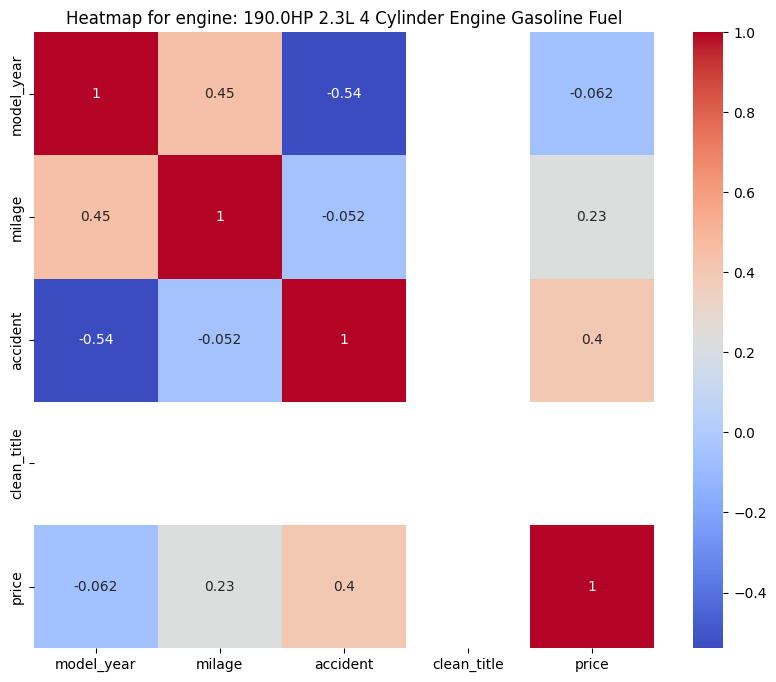 Heatmap for engine: 190.0HP 2.3L 4 Cylinder Engine Gasoline Fuel
model_year
1
0.45
-0.54
-0.062
milage
0.45
1
-0.052
0.23
accident
-0.54
-0.052
1
0.4
clean_title
price
-0.062
0.23
0.4
1
model_year
milage
accident
clean_title
price
1.0
0.8
0.6
0.4
0.2
0.0
−0.2
−0.4